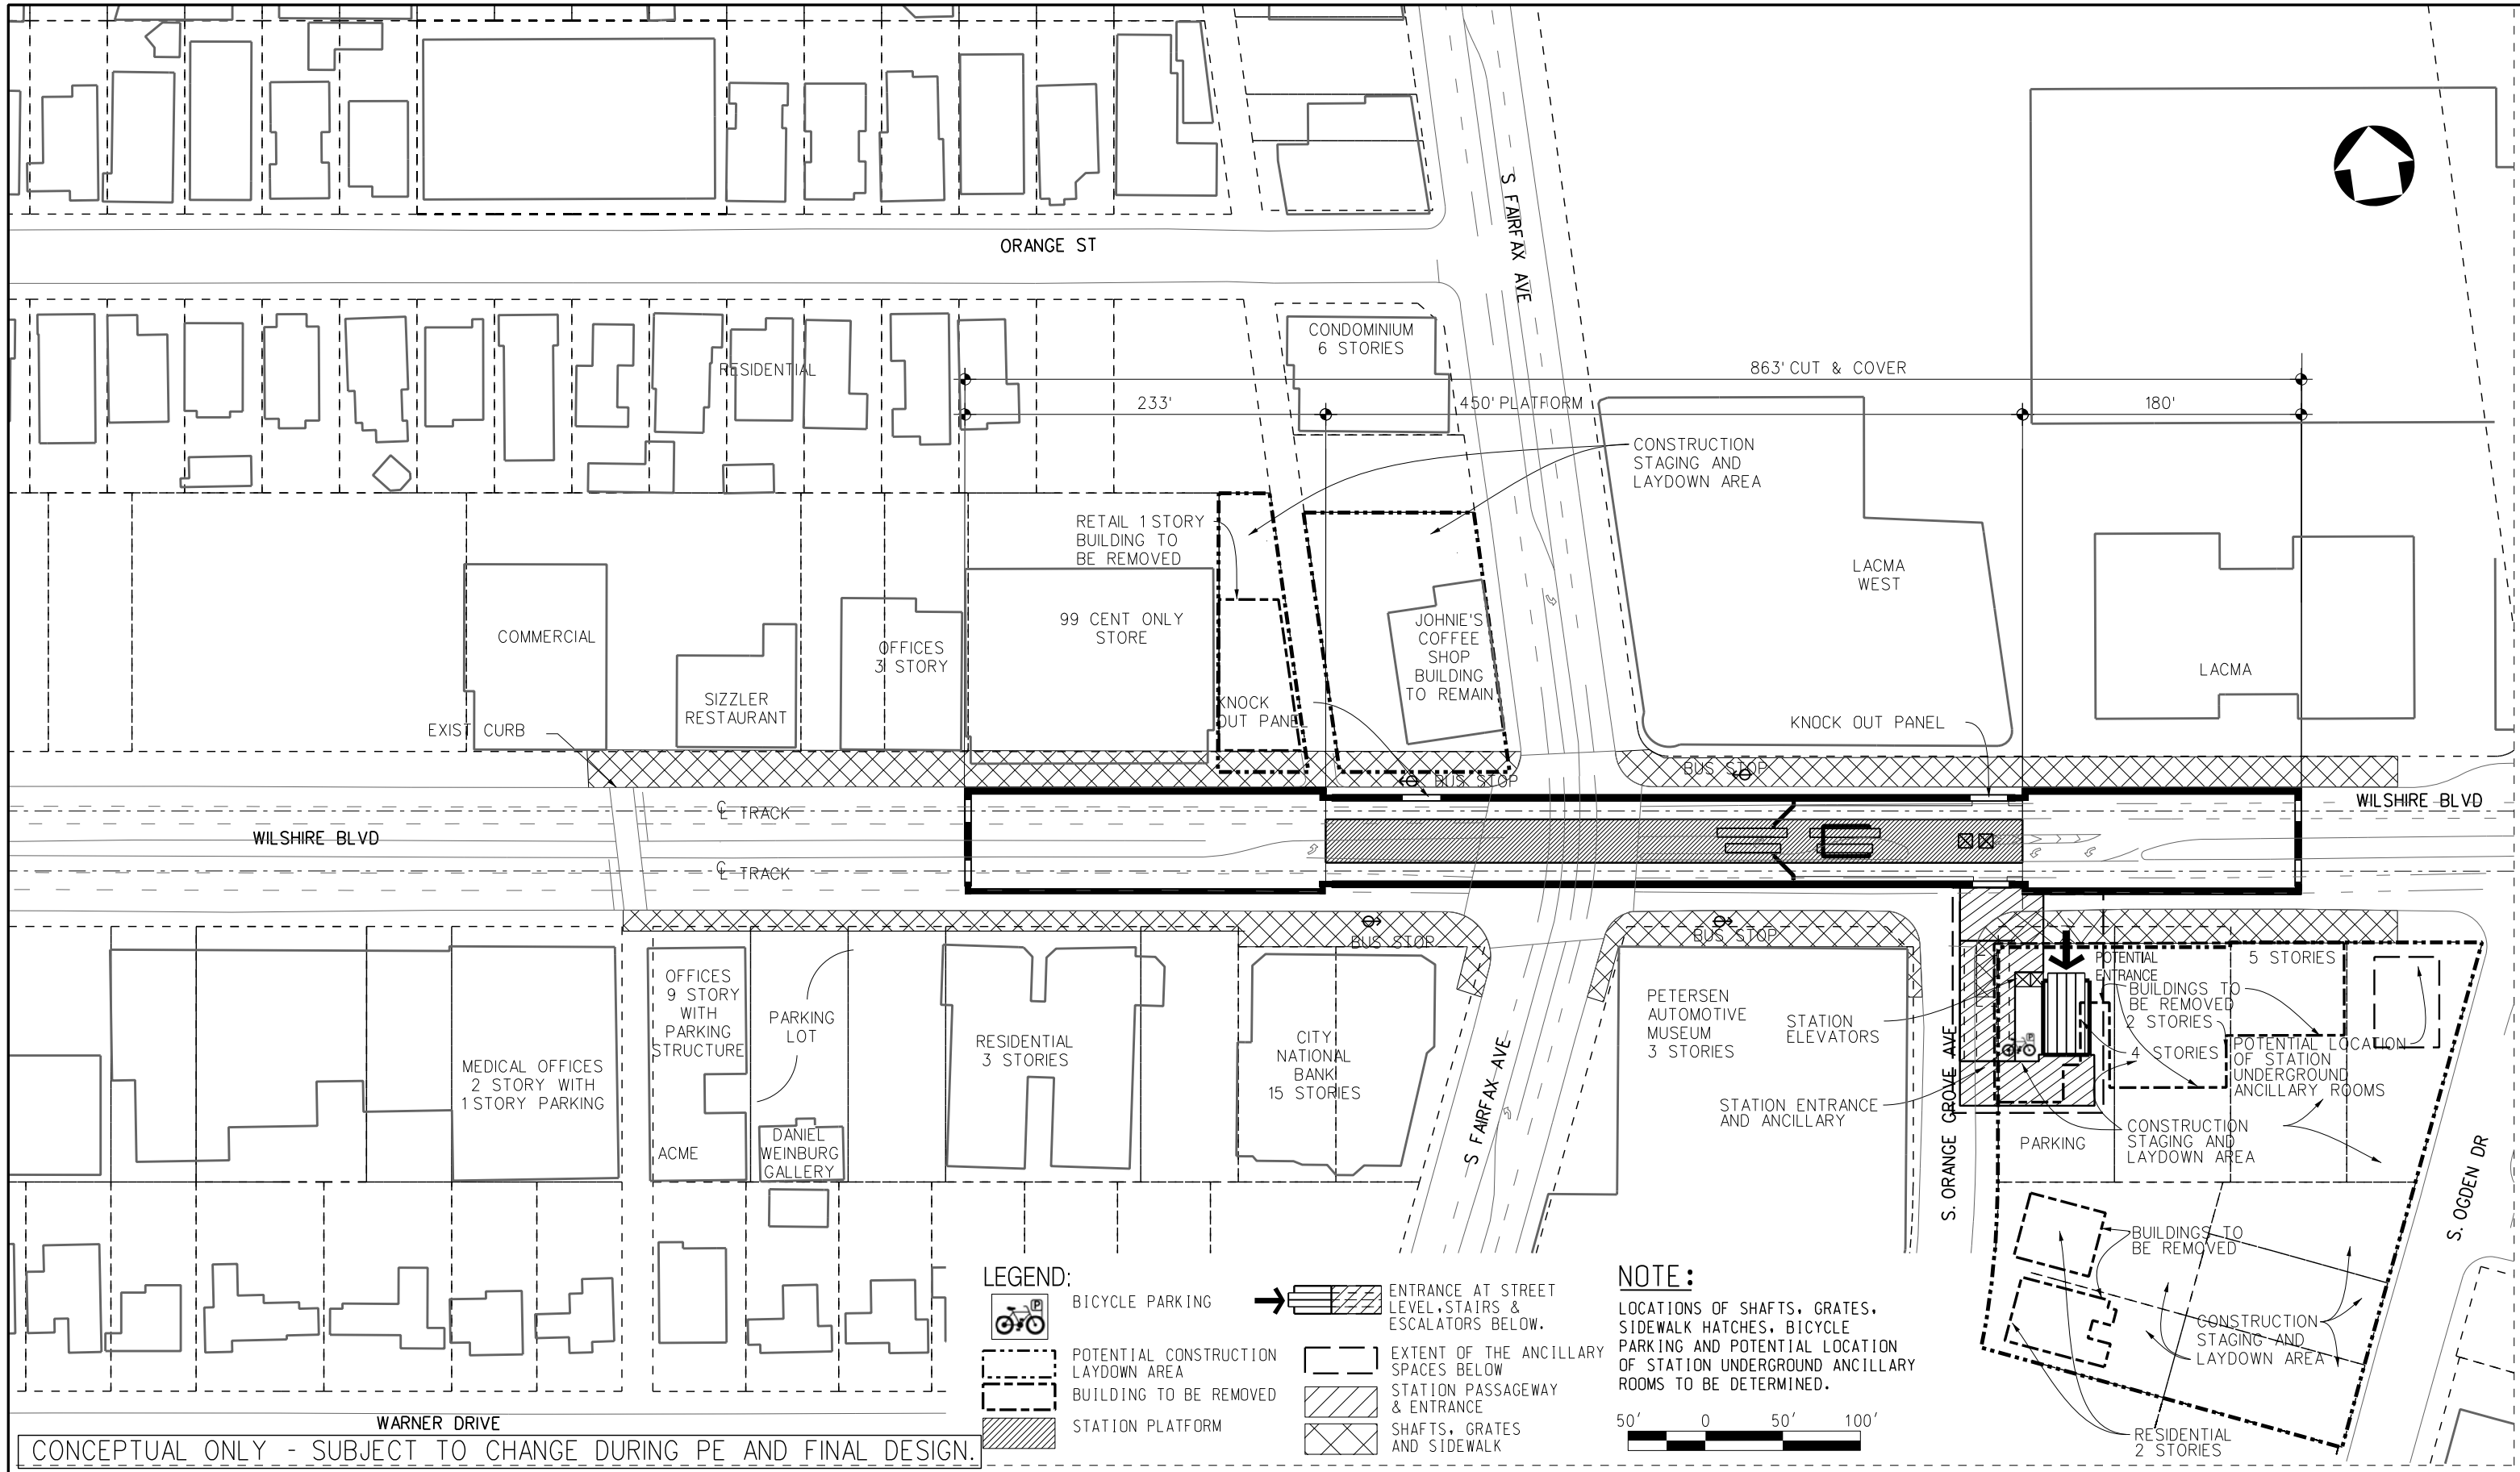 ORANGE ST
S FAIRFAX AVE
CONDOMINIUM
6 STORIES
RESIDENTIAL
863' CUT & COVER
233'
450' PLATFORM
180'
CONSTRUCTION
STAGING AND
LAYDOWN AREA
RETAIL 1 STORY
BUILDING TO
BE REMOVED
LACMA
WEST
99 CENT ONLY
STORE
JOHNIE'S
COFFEE
SHOP
BUILDING
TO REMAIN
COMMERCIAL
OFFICES
3 STORY
LACMA
SIZZLER
RESTAURANT
KNOCK
OUT PANEL
EXIST CURB
KNOCK OUT PANEL
BUS STOP
BUS STOP
WILSHIRE BLVD
℄ TRACK
WILSHIRE BLVD
℄ TRACK
BUS STOP
BUS STOP
POTENTIAL
ENTRANCE
5 STORIES
BUILDINGS TO
BE REMOVED
2 STORIES
4 STORIES
POTENTIAL LOCATION
OF STATION
UNDERGROUND
ANCILLARY ROOMS
OFFICES
9 STORY
WITH
PARKING
STRUCTURE
PARKING
LOT
RESIDENTIAL
3 STORIES
CITY
NATIONAL
BANK
15 STORIES
PETERSEN
AUTOMOTIVE
MUSEUM
3 STORIES
STATION
ELEVATORS
MEDICAL OFFICES
2 STORY WITH
1 STORY PARKING
STATION ENTRANCE
AND ANCILLARY
S FAIRFAX AVE
S. ORANGE GROVE AVE
P
PARKING
CONSTRUCTION
STAGING AND
LAYDOWN AREA
S. OGDEN DR
ACME
DANIEL
WEINBURG
GALLERY
BUILDINGS TO
BE REMOVED
CONSTRUCTION
STAGING AND
LAYDOWN AREA
RESIDENTIAL
2 STORIES
LEGEND:
P
BICYCLE PARKING
POTENTIAL CONSTRUCTION
LAYDOWN AREA
BUILDING TO BE REMOVED
STATION PLATFORM
ENTRANCE AT STREET
LEVEL,STAIRS &
ESCALATORS BELOW.
EXTENT OF THE ANCILLARY
SPACES BELOW
STATION PASSAGEWAY
& ENTRANCE
SHAFTS, GRATES
AND SIDEWALK
NOTE:
LOCATIONS OF SHAFTS, GRATES,
SIDEWALK HATCHES, BICYCLE
PARKING AND POTENTIAL LOCATION
OF STATION UNDERGROUND ANCILLARY
ROOMS TO BE DETERMINED.
50' 0 50' 100'
WARNER DRIVE
CONCEPTUAL ONLY - SUBJECT TO CHANGE DURING PE AND FINAL DESIGN.